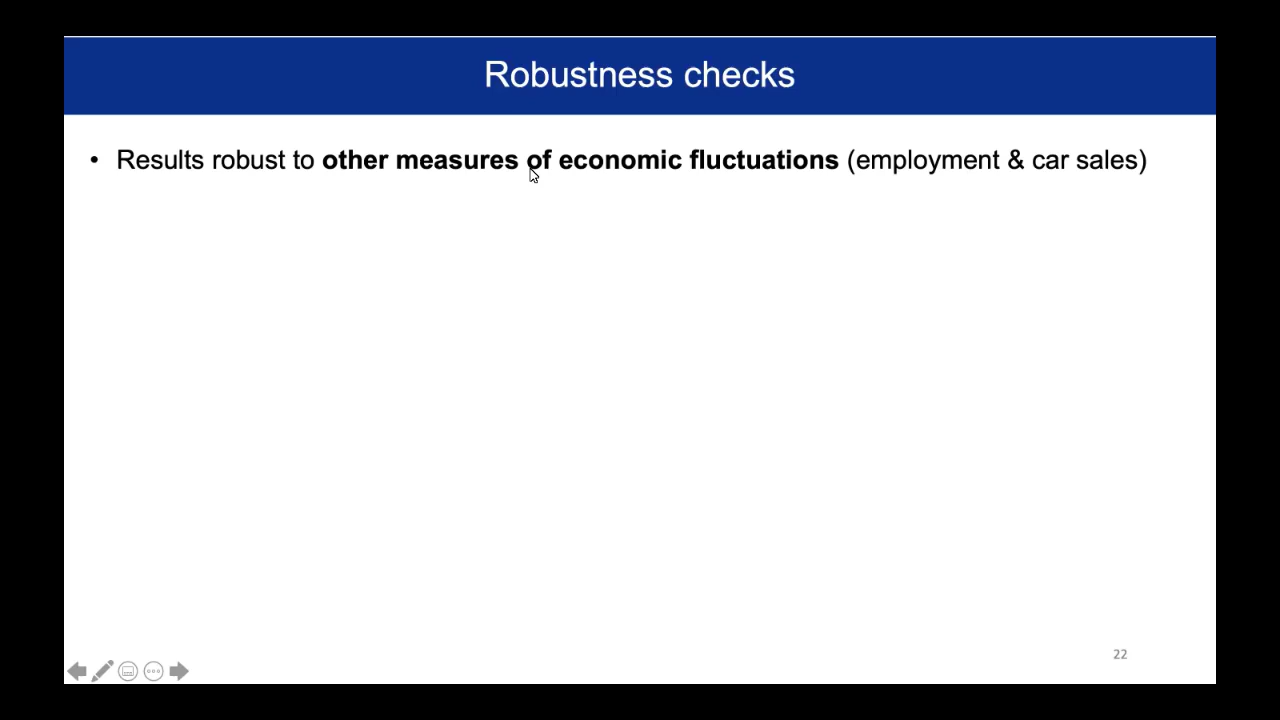 Robustness checks
• Results robust to other measures of economic fluctuations (employment & car sales)
22